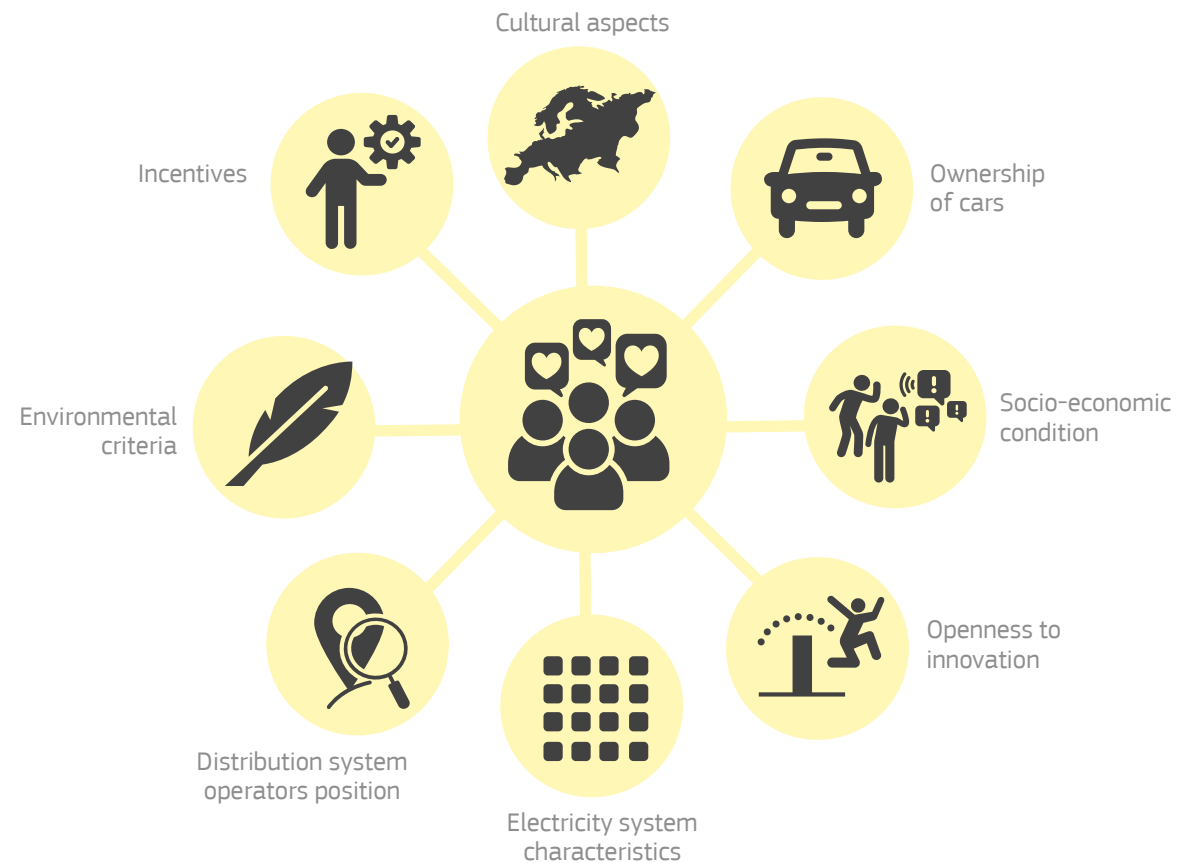 Cultural aspects
Incentives
Ownership
of cars
Environmental
criteria
Socio-economic
condition
Openness to
innovation
Distribution system
operators position
Electricity system
characteristics